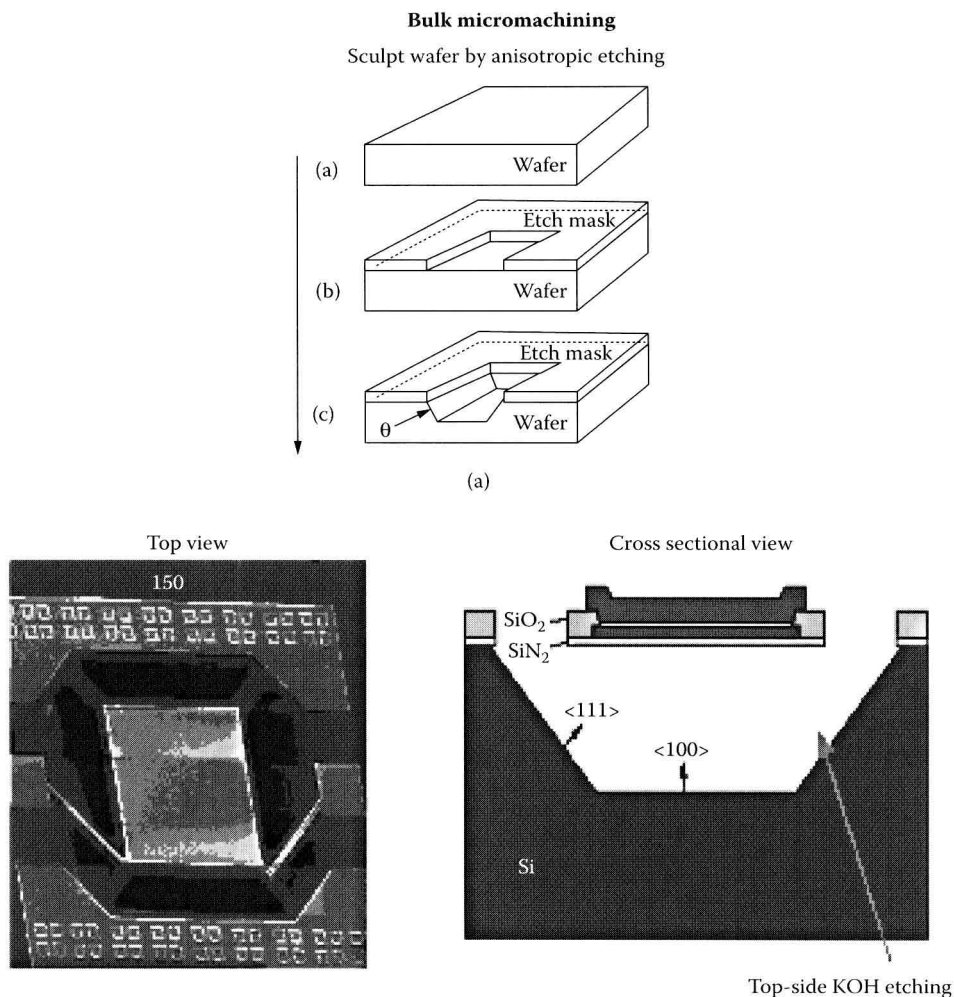 Bulk micromachining
Sculpt wafer by anisotropic etching
(a)
Wafer
Etch mask
(b)
Wafer
Etch mask
(c)
Wafer
θ
(a)
Top view
150
Cross sectional view
SiO₂
SiN₂
<111>
<100>
Si
Top-side KOH etching